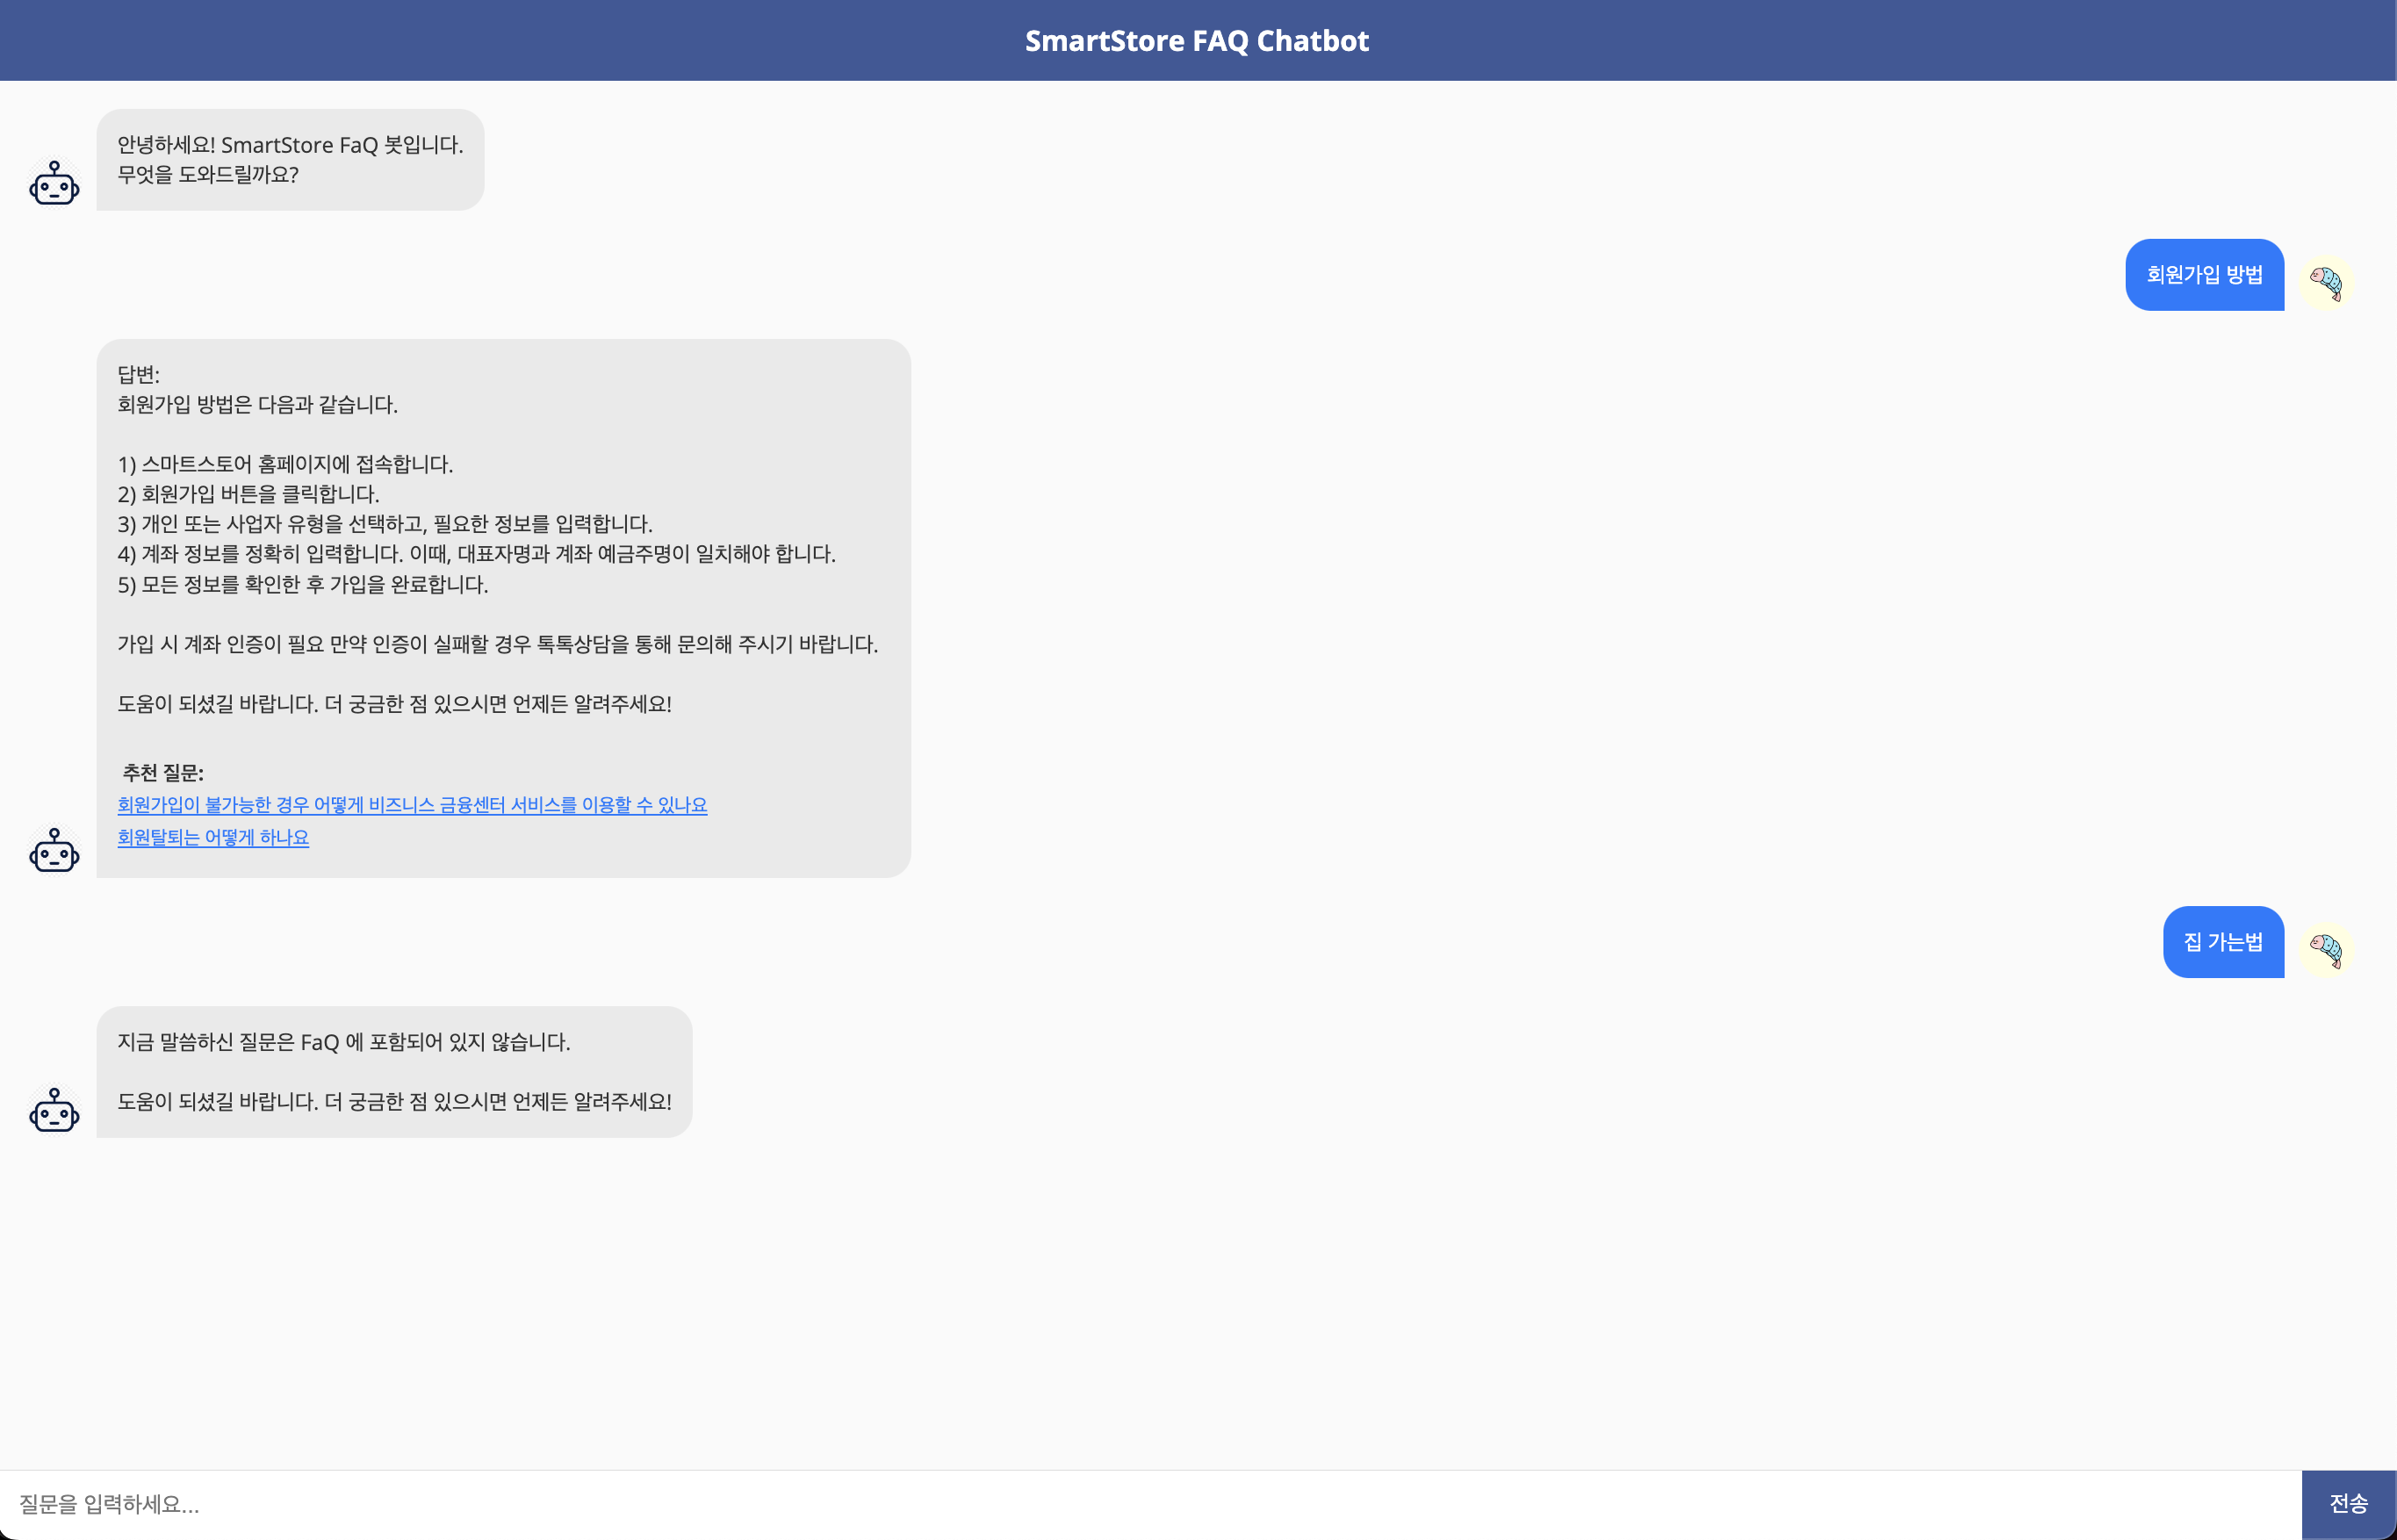 SmartStore FAQ Chatbot
안녕하세요! SmartStore FaQ 봇입니다.
무엇을 도와드릴까요?
회원가입 방법
답변:
회원가입 방법은 다음과 같습니다.
1) 스마트스토어 홈페이지에 접속합니다.
2) 회원가입 버튼을 클릭합니다.
3) 개인 또는 사업자 유형을 선택하고, 필요한 정보를 입력합니다.
4) 계좌 정보를 정확히 입력합니다. 이때, 대표자명과 계좌 예금주명이 일치해야 합니다.
5) 모든 정보를 확인한 후 가입을 완료합니다.
가입 시 계좌 인증이 필요 만약 인증이 실패할 경우 톡톡상담을 통해 문의해 주시기 바랍니다.
도움이 되셨길 바랍니다. 더 궁금한 점 있으시면 언제든 알려주세요!
추천 질문:
회원가입이 불가능한 경우 어떻게 비즈니스 금융센터 서비스를 이용할 수 있나요
회원탈퇴는 어떻게 하나요
집 가는법
지금 말씀하신 질문은 FaQ 에 포함되어 있지 않습니다.
도움이 되셨길 바랍니다. 더 궁금한 점 있으시면 언제든 알려주세요!
질문을 입력하세요...
전송